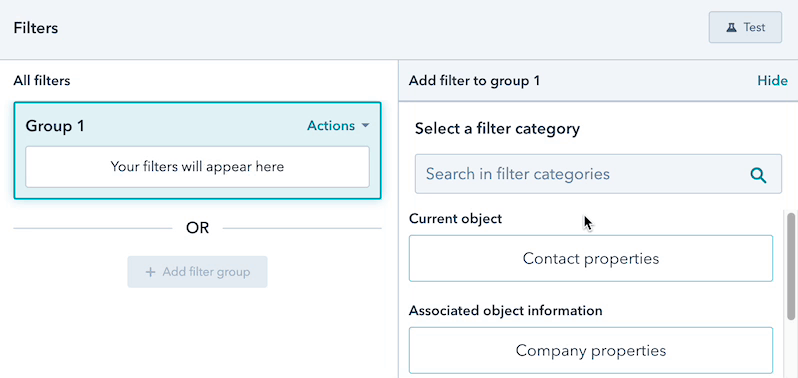 Filters
Test
All filters
Group 1
Actions
Your filters will appear here
OR
+ Add filter group
Add filter to group 1
Hide
Select a filter category
Search in filter categories
Current object
Contact properties
Associated object information
Company properties